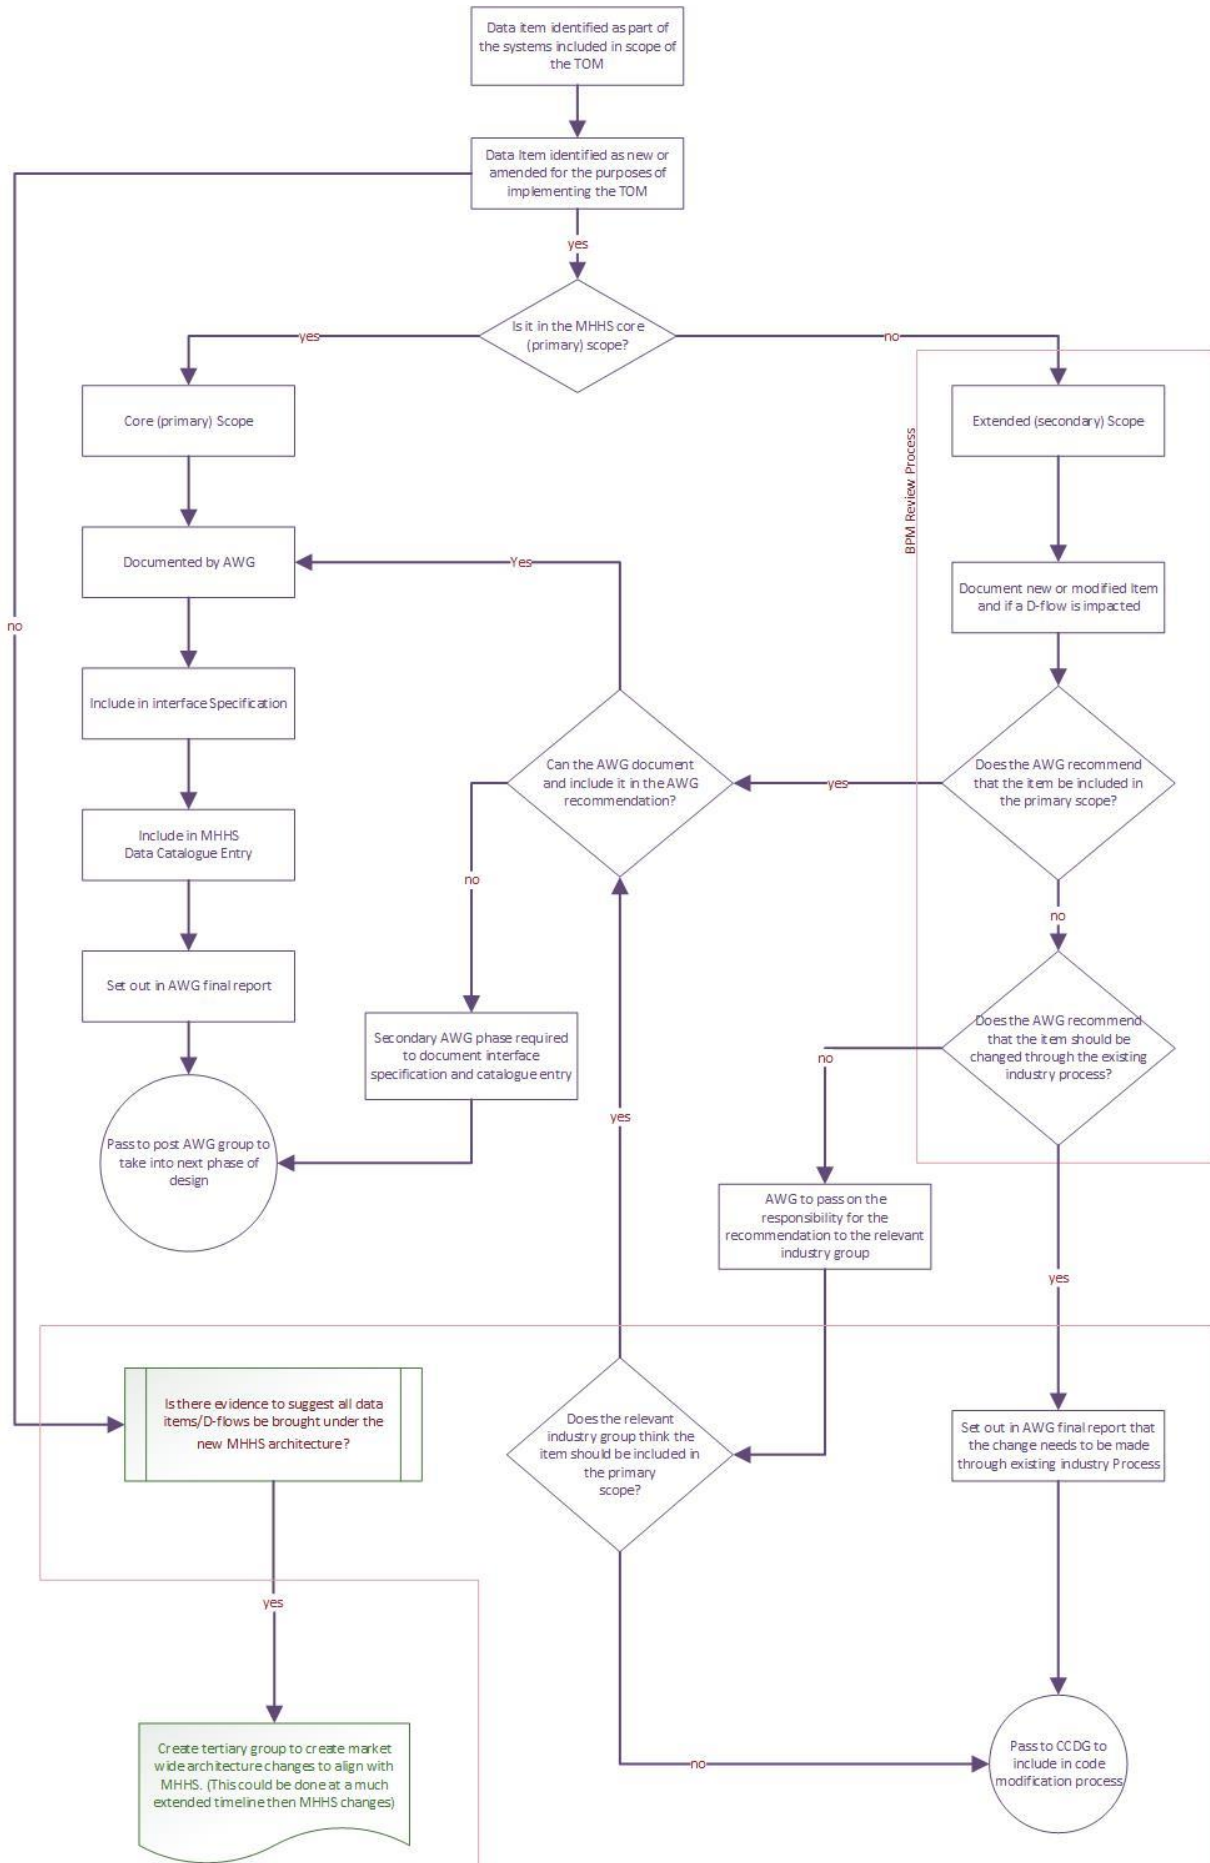 Data item identified as part of
the systems included in scope of
the TOM
Data Item identified as new or
amended for the purposes of
implementing the TOM
yes
Is it in the MHHS core
(primary) scope?
yes
no
Core (primary) Scope
Extended (secondary) Scope
BPM Review Process
Documented by AWG
Yes
Document new or modified Item
and if a D-flow is impacted
no
Include in interface Specification
Can the AWG document
and include it in the AWG
recommendation?
yes
Does the AWG recommend
that the item be included in
the primary scope?
Include in MHHS
Data Catalogue Entry
no
no
Set out in AWG final report
Secondary AWG phase required
to document interface
specification and catalogue entry
Does the AWG recommend
that the item should be
changed through the existing
industry process?
no
yes
Pass to post AWG group to
take into next phase of
design
AWG to pass on the
responsibility for the
recommendation to the relevant
industry group
yes
Is there evidence to suggest all data
items/D-flows be brought under the
new MHHS architecture?
Does the relevant
industry group think the
item should be included in
the primary
scope?
Set out in AWG final report that
the change needs to be made
through existing industry Process
yes
Create tertiary group to create market
wide architecture changes to align with
MHHS. (This could be done at a much
extended timeline then MHHS changes)
no
Pass to CCDG to
include in code
modification process